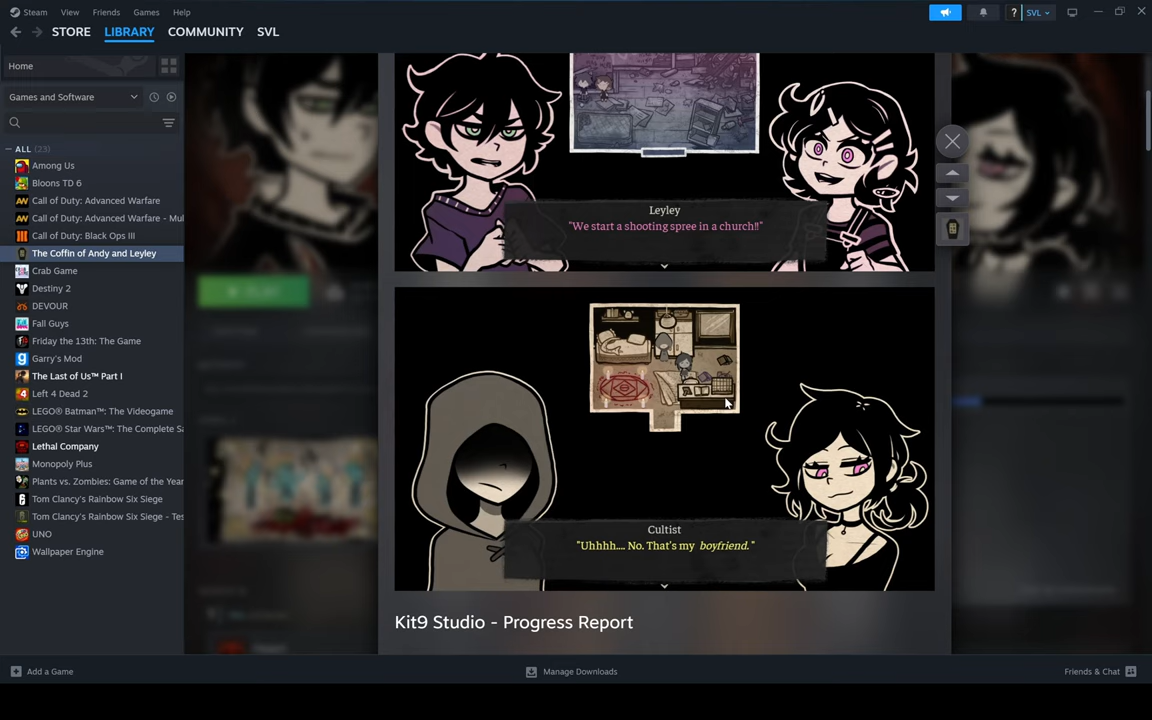 Steam View Friends Games Help SVL
STORE LIBRARY COMMUNITY SVL
Home
Games and Software
ALL (23)
Among Us
Bloons TD 6
Call of Duty: Advanced Warfare
Call of Duty: Advanced Warfare - Mul
Call of Duty: Black Ops III
The Coffin of Andy and Leyley
Crab Game
Destiny 2
DEVOUR
Fall Guys
Friday the 13th: The Game
Garry's Mod
The Last of Us™ Part I
Left 4 Dead 2
LEGO® Batman™: The Videogame
LEGO® Star Wars™: The Complete Sa
Lethal Company
Monopoly Plus
Plants vs. Zombies: Game of the Year
Tom Clancy's Rainbow Six Siege
Tom Clancy's Rainbow Six Siege - Tes
UNO
Wallpaper Engine
Leyley
"We start a shooting spree in a church!!"
Cultist
"Uhhhh.... No. That's my boyfriend."
Kit9 Studio - Progress Report
Add a Game
Manage Downloads
Friends & Chat